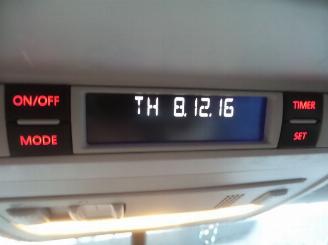 ON/OFF
TH 8.12.16
TIMER
MODE
SET